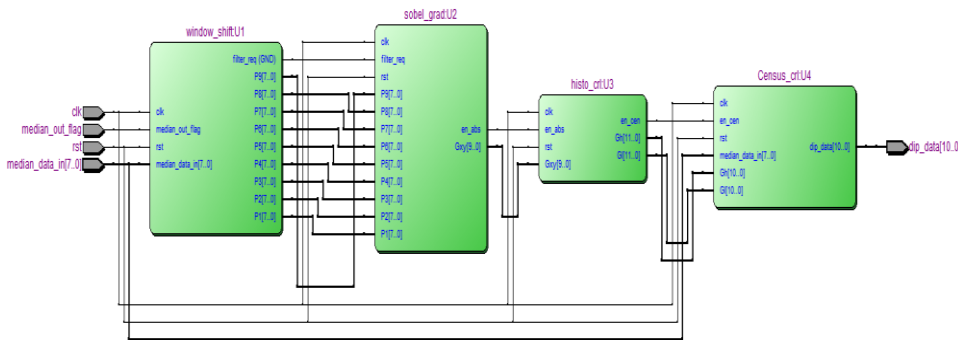 clk
median_out_flag
rst
median_data_in[7..0]
window_shift:U1
clk
median_out_flag
rst
median_data_in[7..0]
filter_req (GND)
P9[7..0]
P8[7..0]
P7[7..0]
P6[7..0]
P5[7..0]
P4[7..0]
P3[7..0]
P2[7..0]
P1[7..0]
sobel_grad:U2
clk
filter_req
rst
P9[7..0]
P8[7..0]
P7[7..0]
P6[7..0]
P5[7..0]
P4[7..0]
P3[7..0]
P2[7..0]
P1[7..0]
en_abs
Gxy[9..0]
histo_crl:U3
clk
en_abs
rst
Gxy[9..0]
en_cen
Gh[11..0]
Gl[11..0]
Census_crl:U4
clk
en_cen
rst
median_data_in[7..0]
Gh[10..0]
Gl[10..0]
dip_data[10..0]
dip_data[10..0